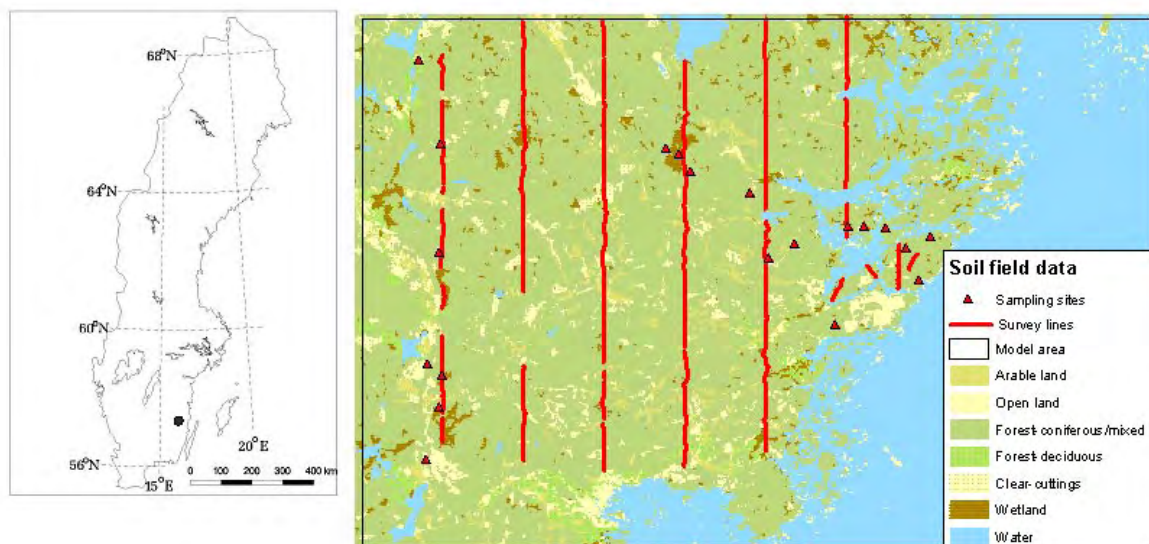 68°N
64°N
60°N
56°N
15°E
20°E
0 100 200 300 400 km
Soil field data
Sampling sites
Survey lines
Model area
Arable land
Open land
Forest-coniferous/mixed
Forest-deciduous
Clear-cuttings
Wetland
Water